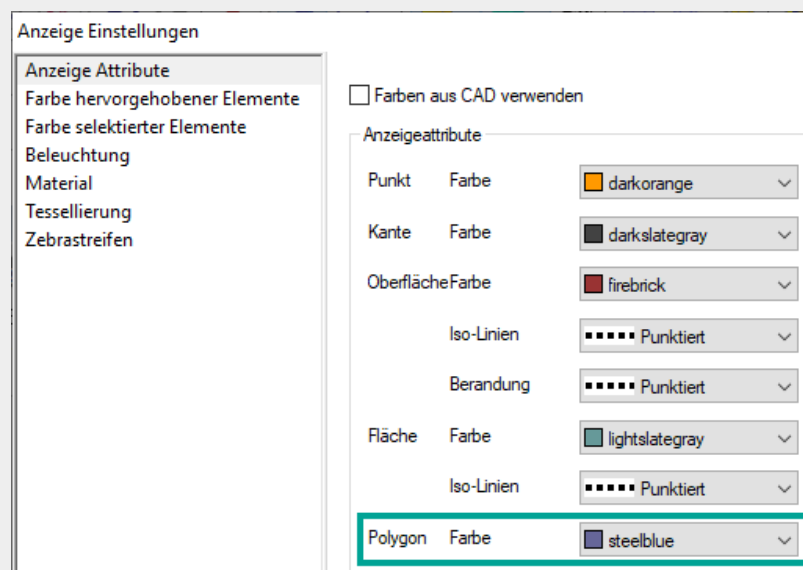 Anzeige Einstellungen
Anzeige Attribute
Farbe hervorgehobener Elemente
Farbe selektierter Elemente
Beleuchtung
Material
Tessellierung
Zebrastreifen
Farben aus CAD verwenden
Anzeigeattribute
Punkt Farbe darkorange
Kante Farbe darkslategray
Oberfläche Farbe firebrick
Iso-Linien Punktiert
Berandung Punktiert
Fläche Farbe lightslategray
Iso-Linien Punktiert
Polygon Farbe steelblue